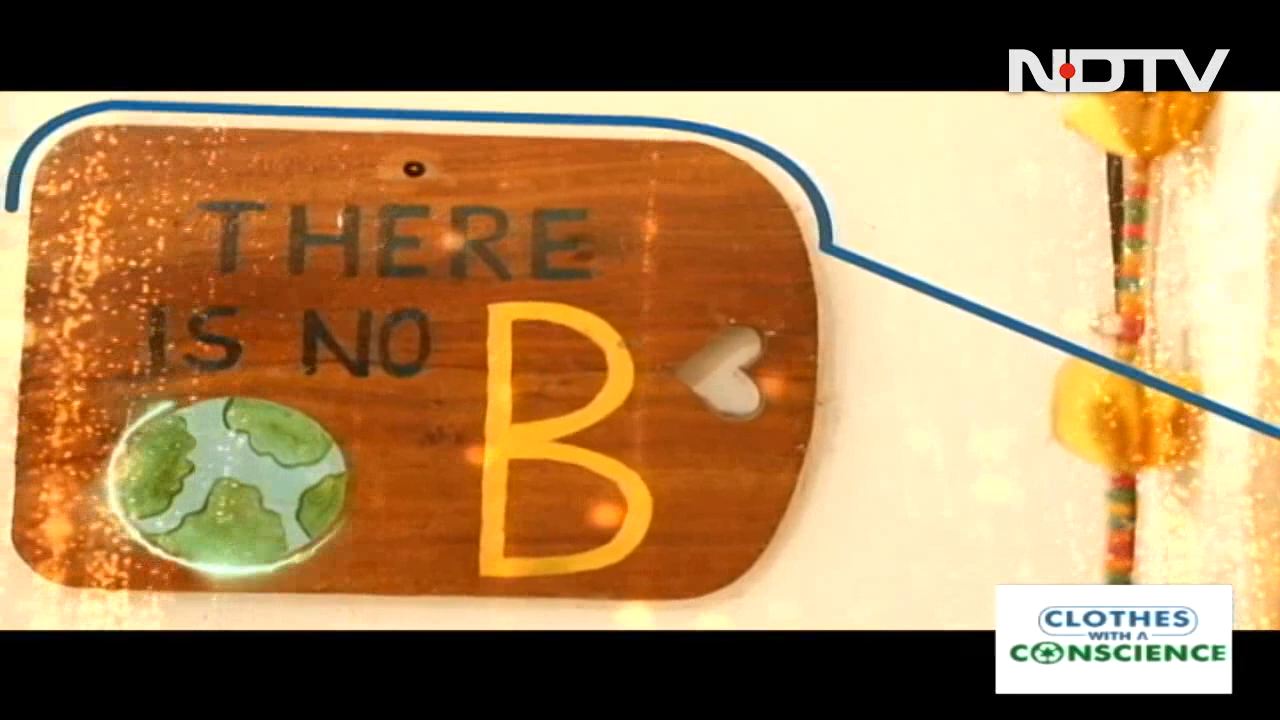 NDTV
THERE
IS NO
B
CLOTHES
WITH A
CONSCIENCE